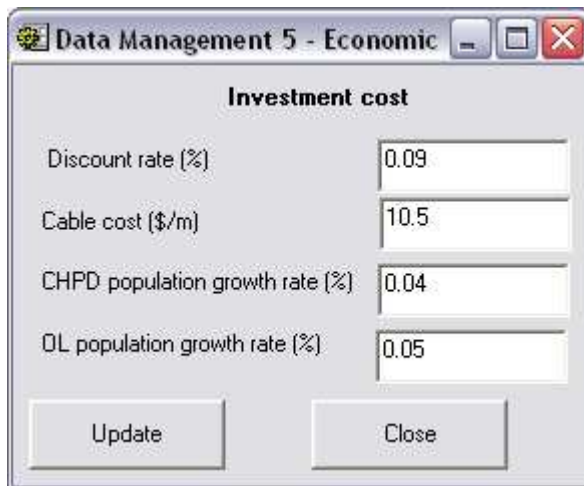 Data Management 5 - Economic
Investment cost
Discount rate (%) 0.09
Cable cost ($/m) 10.5
CHPD population growth rate (%) 0.04
OL population growth rate (%) 0.05
Update Close